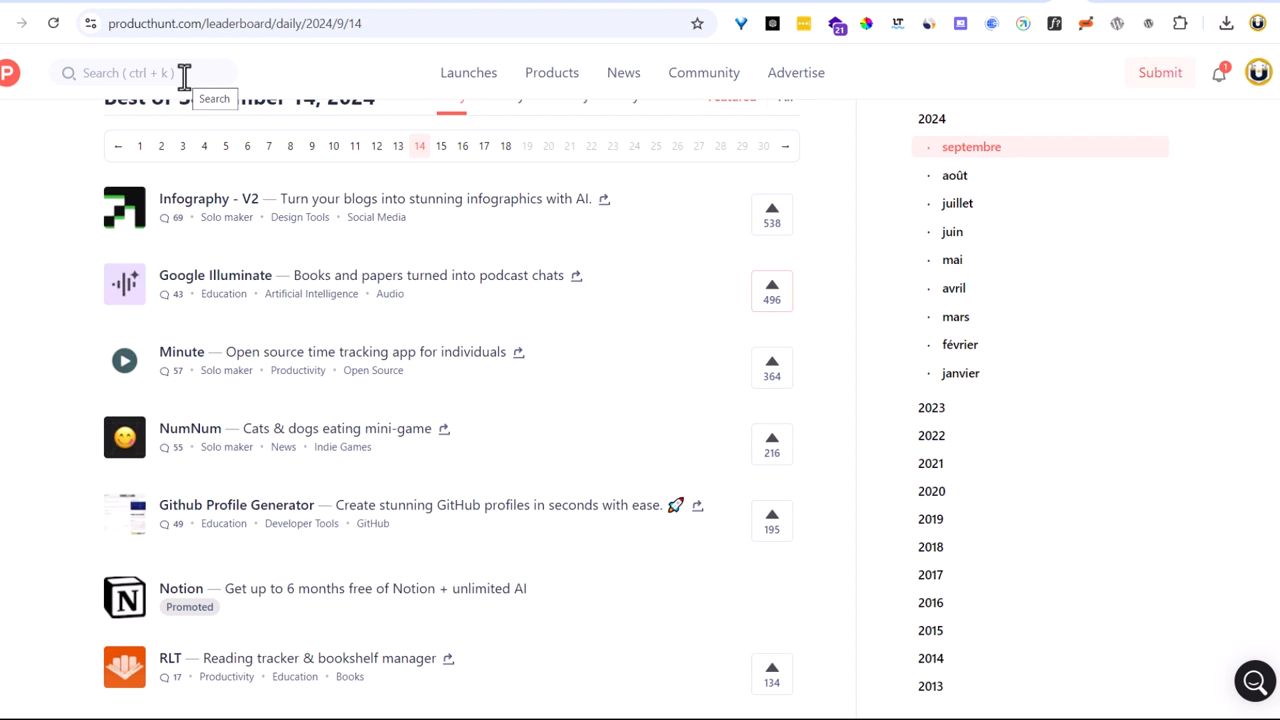 producthunt.com/leaderboard/daily/2024/9/14
21
Search ( ctrl + k )
Launches
Products
News
Community
Advertise
Submit
1
Search
2024
← 1 2 3 4 5 6 7 8 9 10 11 12 13 14 15 16 17 18 19 20 21 22 23 24 25 26 27 28 29 30 →
Infography - V2 — Turn your blogs into stunning infographics with AI.
69 • Solo maker • Design Tools • Social Media
538
Google Illuminate — Books and papers turned into podcast chats
43 • Education • Artificial Intelligence • Audio
496
Minute — Open source time tracking app for individuals
57 • Solo maker • Productivity • Open Source
364
NumNum — Cats & dogs eating mini-game
55 • Solo maker • News • Indie Games
216
Github Profile Generator — Create stunning GitHub profiles in seconds with ease. 🚀
49 • Education • Developer Tools • GitHub
195
Notion — Get up to 6 months free of Notion + unlimited AI
Promoted
RLT — Reading tracker & bookshelf manager
17 • Productivity • Education • Books
134
· septembre
· août
· juillet
· juin
· mai
· avril
· mars
· février
· janvier
2023
2022
2021
2020
2019
2018
2017
2016
2015
2014
2013